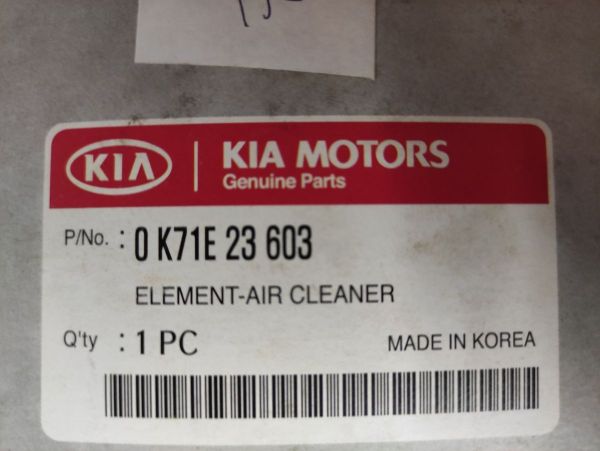 KIA
KIA MOTORS
Genuine Parts
P/No. : 0 K71E 23 603
ELEMENT-AIR CLEANER
Q'ty : 1 PC
MADE IN KOREA